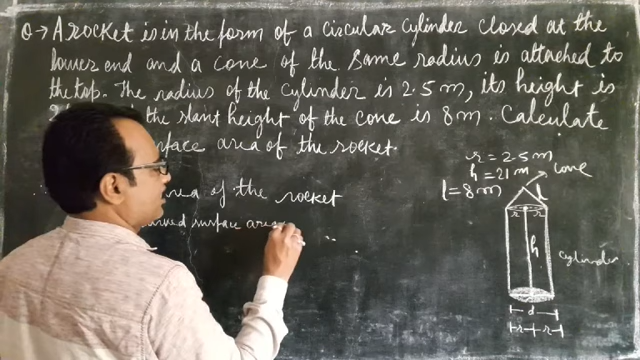 Q→ A rocket is in the form of a circular cylinder closed at the
lower end and a cone of the same radius is attached to
the top. The radius of the cylinder is 2.5 m, its height is
the slant height of the cone is 8m. Calculate
surface area of the rocket.
r = 2.5 m
h = 21 m
Cone
l = 8 m
l
area of the rocket
curved surface area
r r
h
Cylinder
d
r r